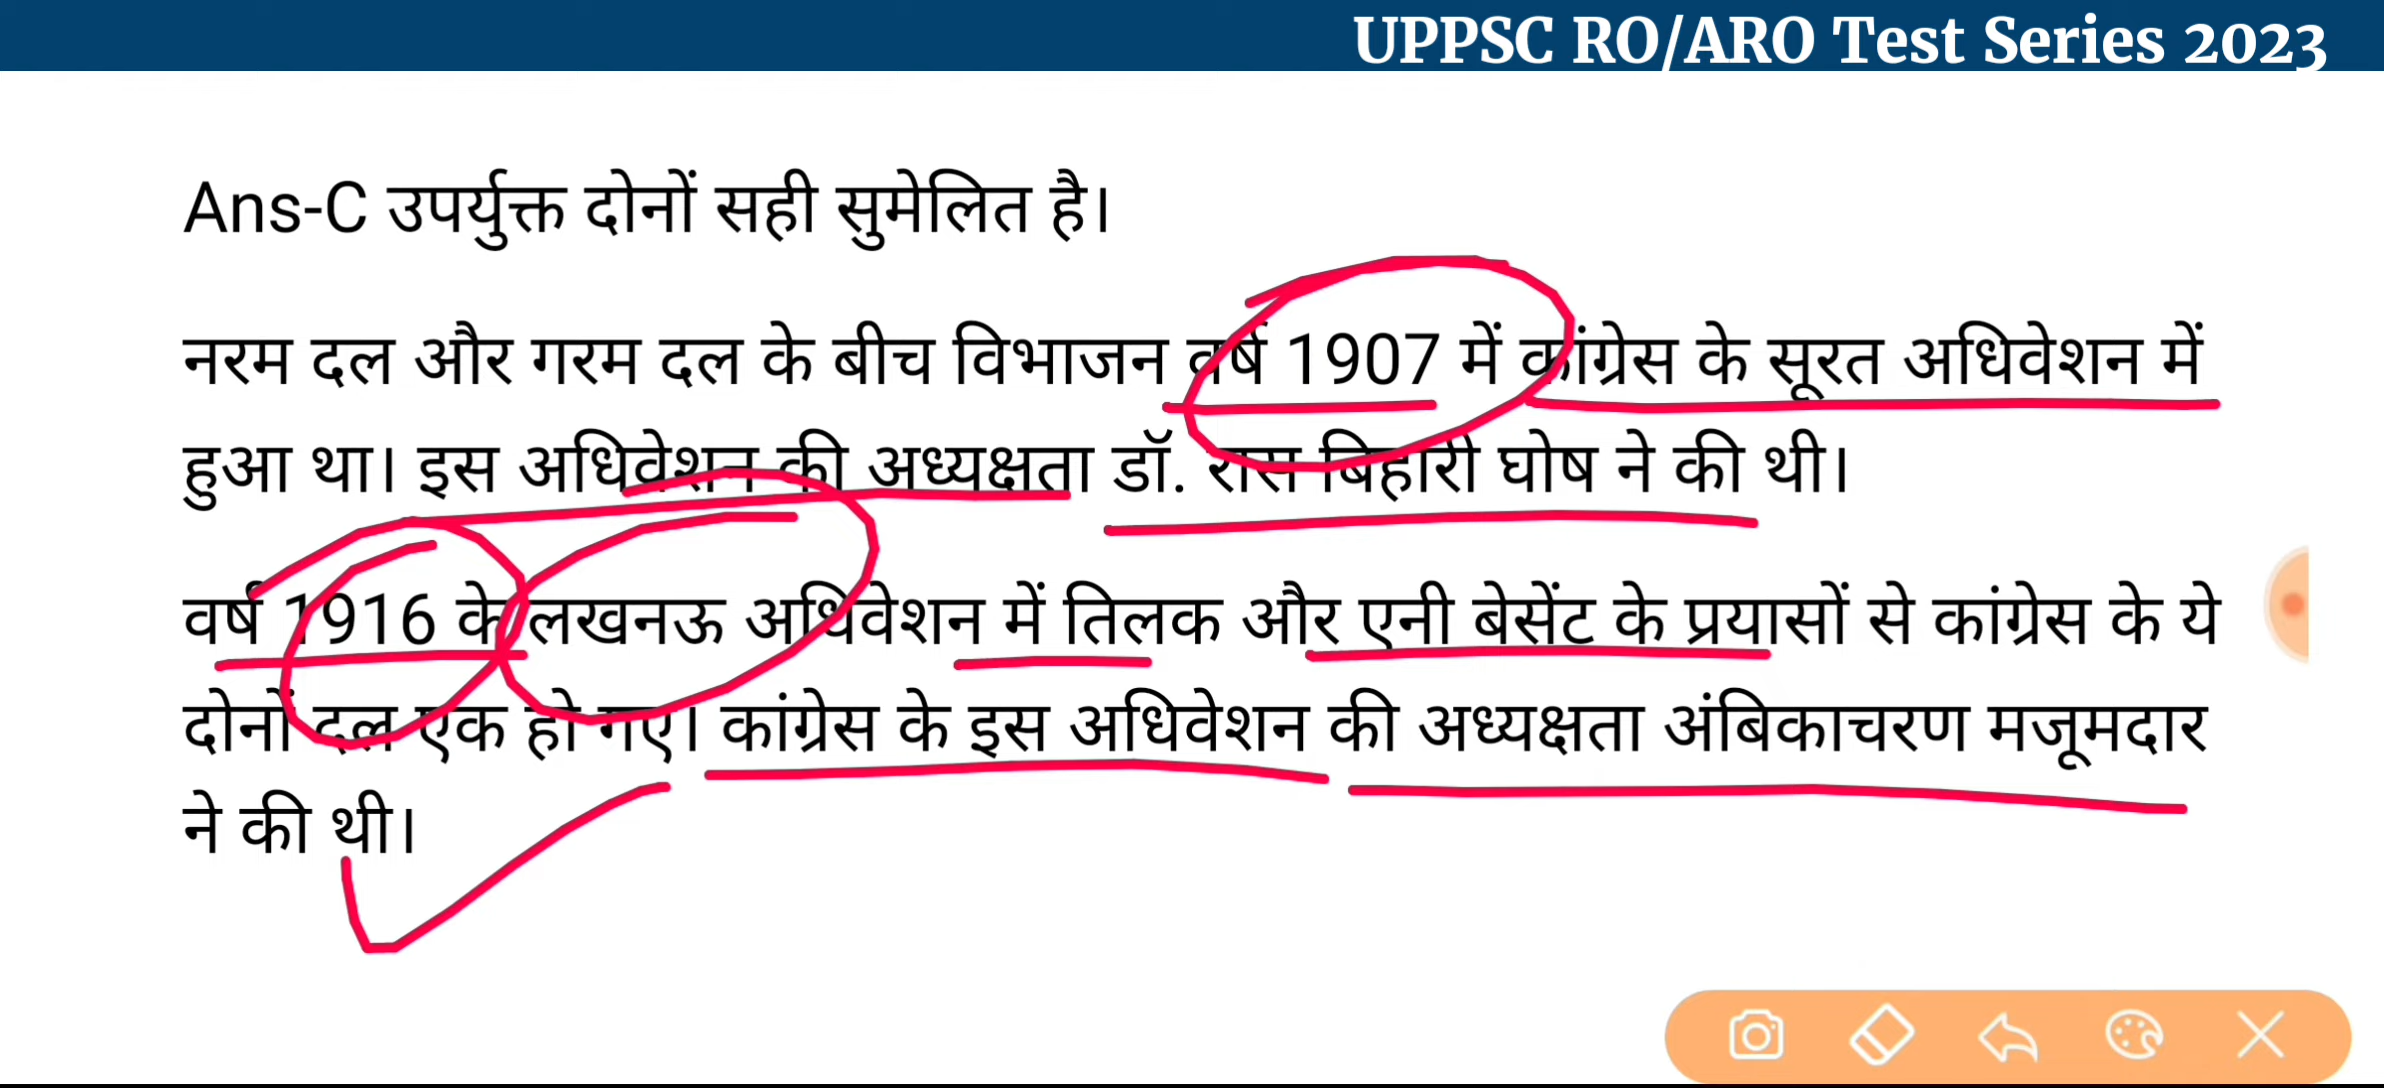 UPPSC RO/ARO Test Series 2023
Ans-C उपर्युक्त दोनों सही सुमेलित है।
नरम दल और गरम दल के बीच विभाजन वर्ष 1907 में कांग्रेस के सूरत अधिवेशन में
हुआ था। इस अधिवेशन की अध्यक्षता डॉ. रास बिहारी घोष ने की थी।
वर्ष 1916 के लखनऊ अधिवेशन में तिलक और एनी बेसेंट के प्रयासों से कांग्रेस के ये
दोनों दल एक हो गए। कांग्रेस के इस अधिवेशन की अध्यक्षता अंबिकाचरण मजूमदार
ने की थी।